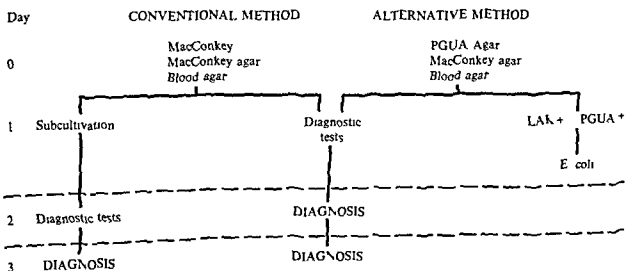 Day CONVENTIONAL METHOD ALTERNATIVE METHOD
MacConkey PGUA Agar
0 MacConkey agar MacConkey agar
Blood agar Blood agar
1 Subcultivation Diagnostic LAK + PGUA +
tests
E coli
2 Diagnostic tests DIAGNOSIS
DIAGNOSIS
3 DIAGNOSIS